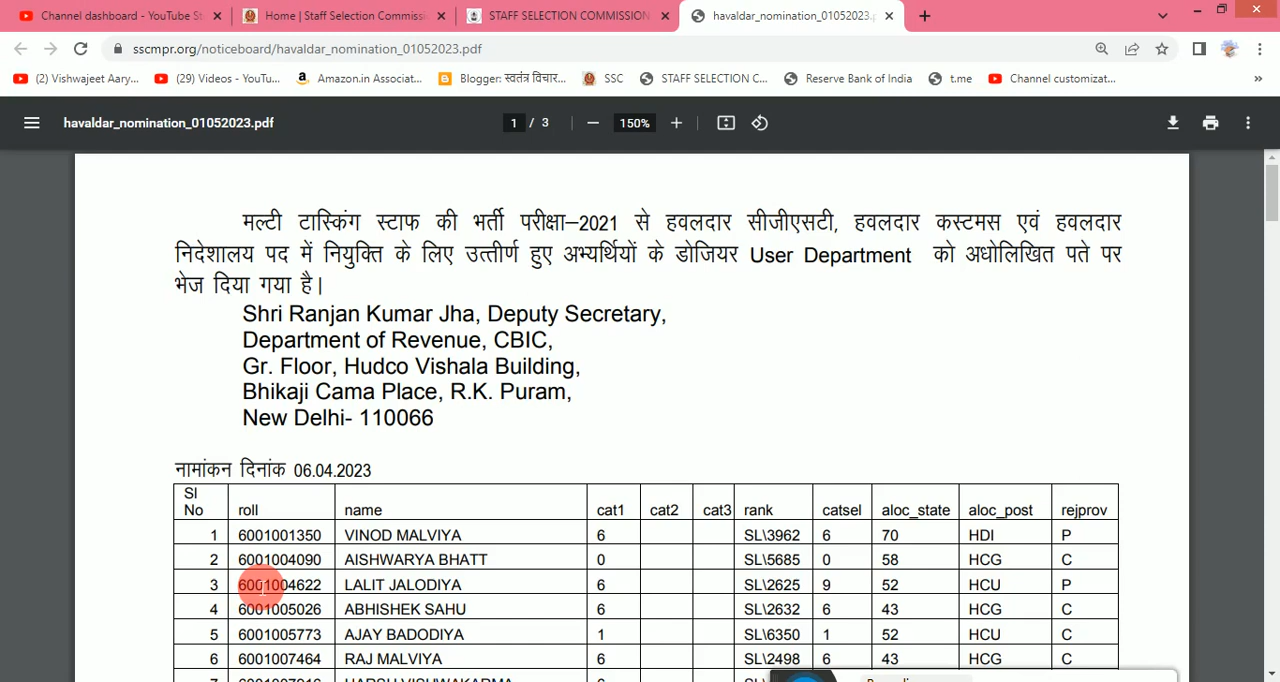 Channel dashboard - YouTube St
Home | Staff Selection Commissi
STAFF SELECTION COMMISSION
havaldar_nomination_01052023.p
sscmpr.org/noticeboard/havaldar_nomination_01052023.pdf
(2) Vishwajeet Aary...
(29) Videos - YouTu...
Amazon.in Associat...
Blogger: स्वतंत्र विचार...
SSC
STAFF SELECTION C...
Reserve Bank of India
t.me
Channel customizat...
»
havaldar_nomination_01052023.pdf
1 / 3
150%
मल्टी टास्किंग स्टाफ की भर्ती परीक्षा–2021 से हवलदार सीजीएसटी, हवलदार कस्टमस एवं हवलदार
निदेशालय पद में नियुक्ति के लिए उत्तीर्ण हुए अभ्यर्थियों के डोजियर User Department को अधोलिखित पते पर
भेज दिया गया है।
Shri Ranjan Kumar Jha, Deputy Secretary,
Department of Revenue, CBIC,
Gr. Floor, Hudco Vishala Building,
Bhikaji Cama Place, R.K. Puram,
New Delhi- 110066
नामांकन दिनांक 06.04.2023
Sl No roll name cat1 cat2 cat3 rank catsel aloc_state aloc_post rejprov
1 6001001350 VINOD MALVIYA 6 SL\3962 6 70 HDI P
2 6001004090 AISHWARYA BHATT 0 SL\5685 0 58 HCG C
3 6001004622 LALIT JALODIYA 6 SL\2625 9 52 HCU P
4 6001005026 ABHISHEK SAHU 6 SL\2632 6 43 HCG C
5 6001005773 AJAY BADODIYA 1 SL\6350 1 52 HCU C
6 6001007464 RAJ MALVIYA 6 SL\2498 6 43 HCG C